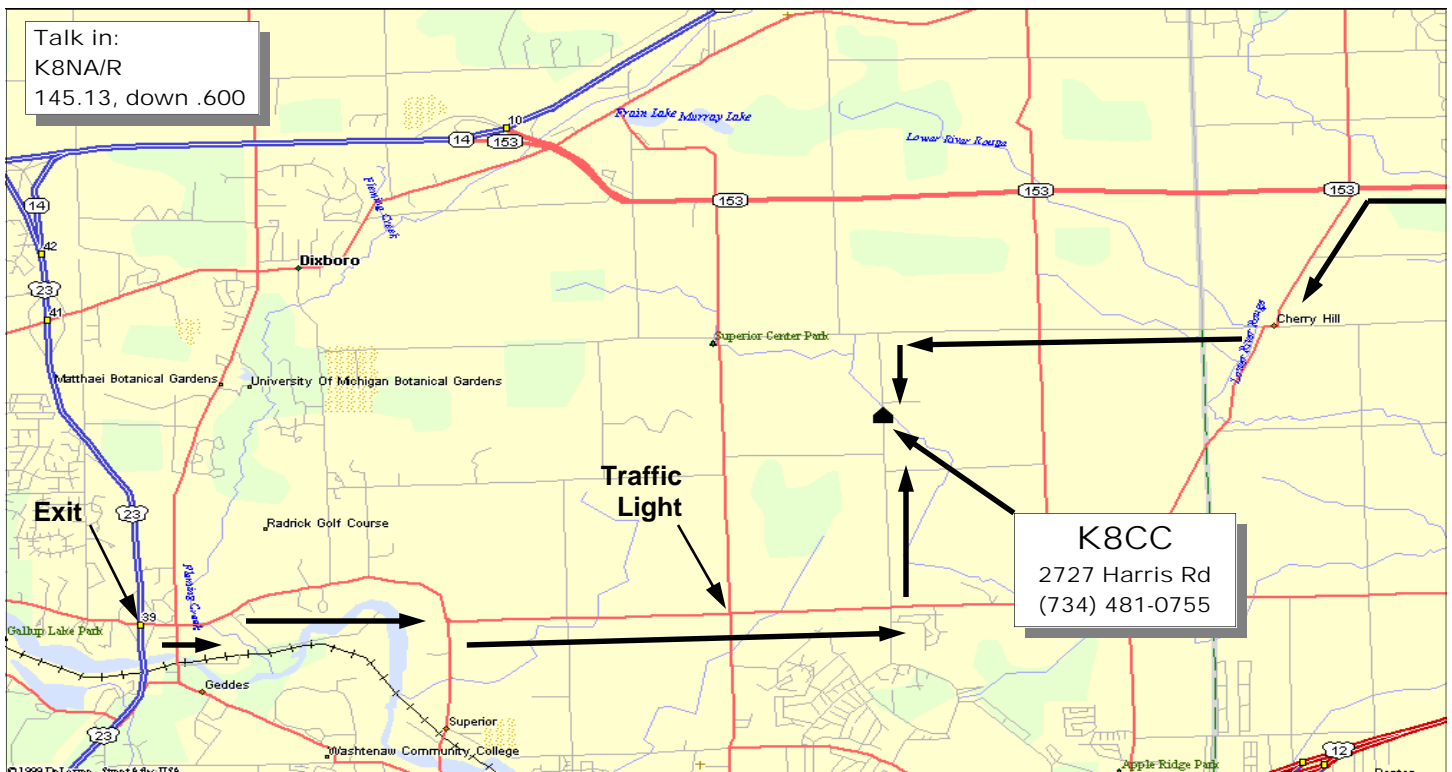 Talk in:
K8NA/R
145.13, down .600
10
14
153
Frain Lake
Murray Lake
Lower River Rouge
Fleming Creek
153
153
153
14
42
Dixboro
23
41
Superior Center Park
Cherry Hill
Lower River Rouge
Matthaei Botanical Gardens
University Of Michigan Botanical Gardens
Traffic
Light
Exit
23
Radrick Golf Course
K8CC
2727 Harris Rd
(734) 481-0755
Fleming Creek
39
Gallup Lake Park
Geddes
Superior
23
Washtenaw Community College
12
Apple Ridge Park